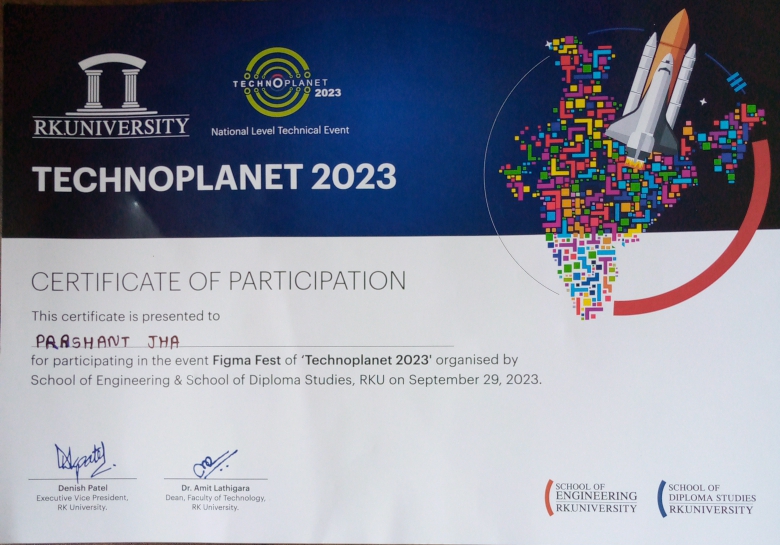 RKUNIVERSITY
TECHNOPLANET
2023
National Level Technical Event
TECHNOPLANET 2023
CERTIFICATE OF PARTICIPATION
This certificate is presented to
PRASHANT JHA
for participating in the event Figma Fest of ‘Technoplanet 2023' organised by
School of Engineering & School of Diploma Studies, RKU on September 29, 2023.
Denish Patel
Executive Vice President,
RK University.
Dr. Amit Lathigara
Dean, Faculty of Technology,
RK University.
SCHOOL OF
ENGINEERING
RKUNIVERSITY
SCHOOL OF
DIPLOMA STUDIES
RKUNIVERSITY